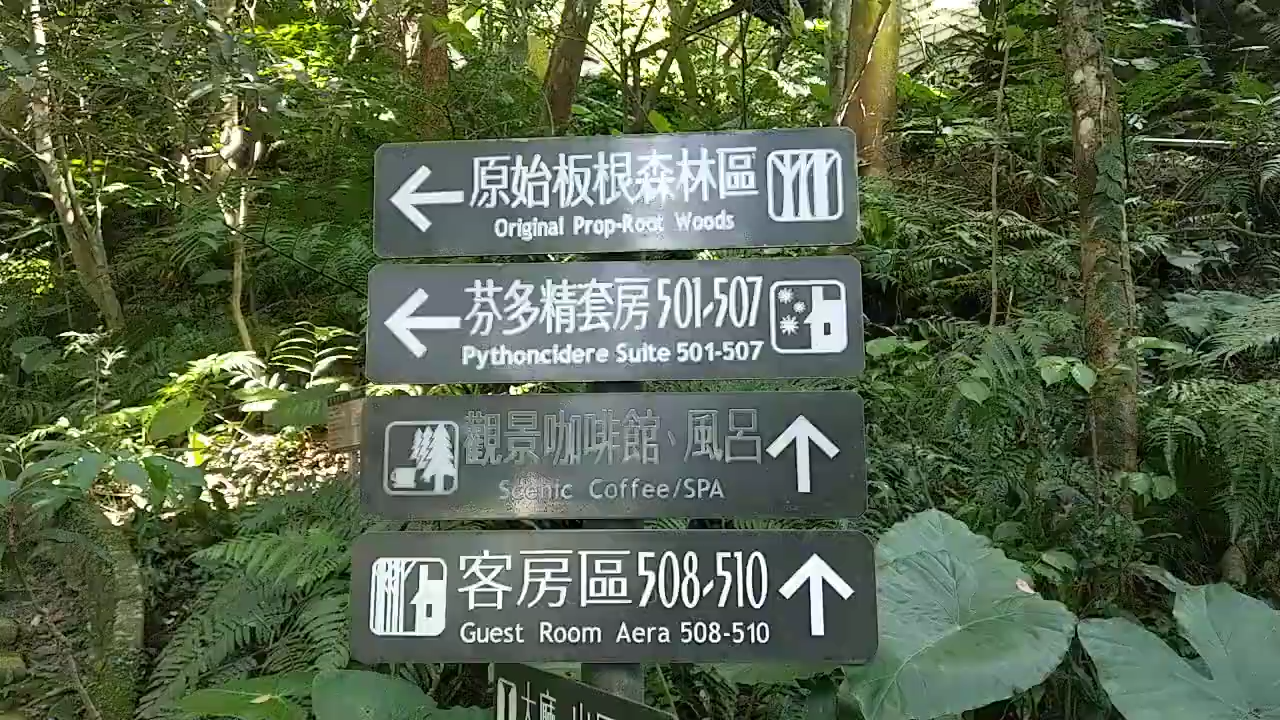 原始板根森林區
Original Prop-Root Woods
芬多精套房 501-507
Pythoncidere Suite 501-507
觀景咖啡館、風呂
Scenic Coffee/SPA
客房區 508-510
Guest Room Aera 508-510
大廳